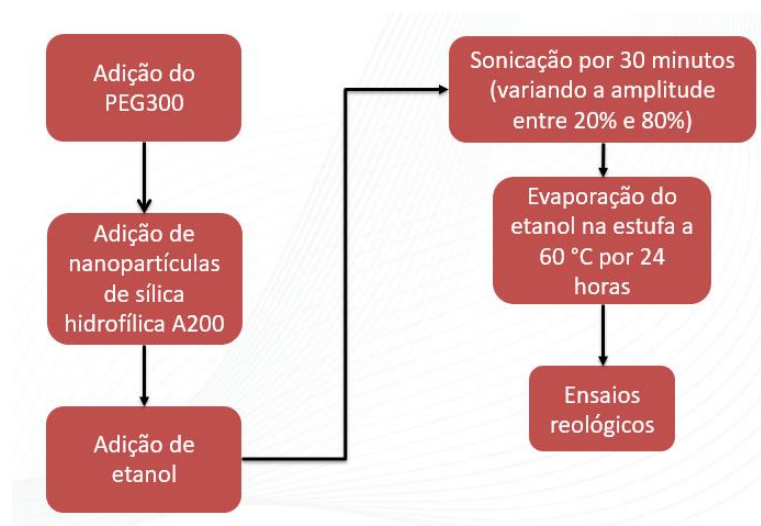 Adição do
PEG300
Adição de
nanopartículas
de sílica
hidrofílica A200
Adição de
etanol
Sonicação por 30 minutos
(variando a amplitude
entre 20% e 80%)
Evaporação do
etanol na estufa a
60 °C por 24
horas
Ensaios
reológicos